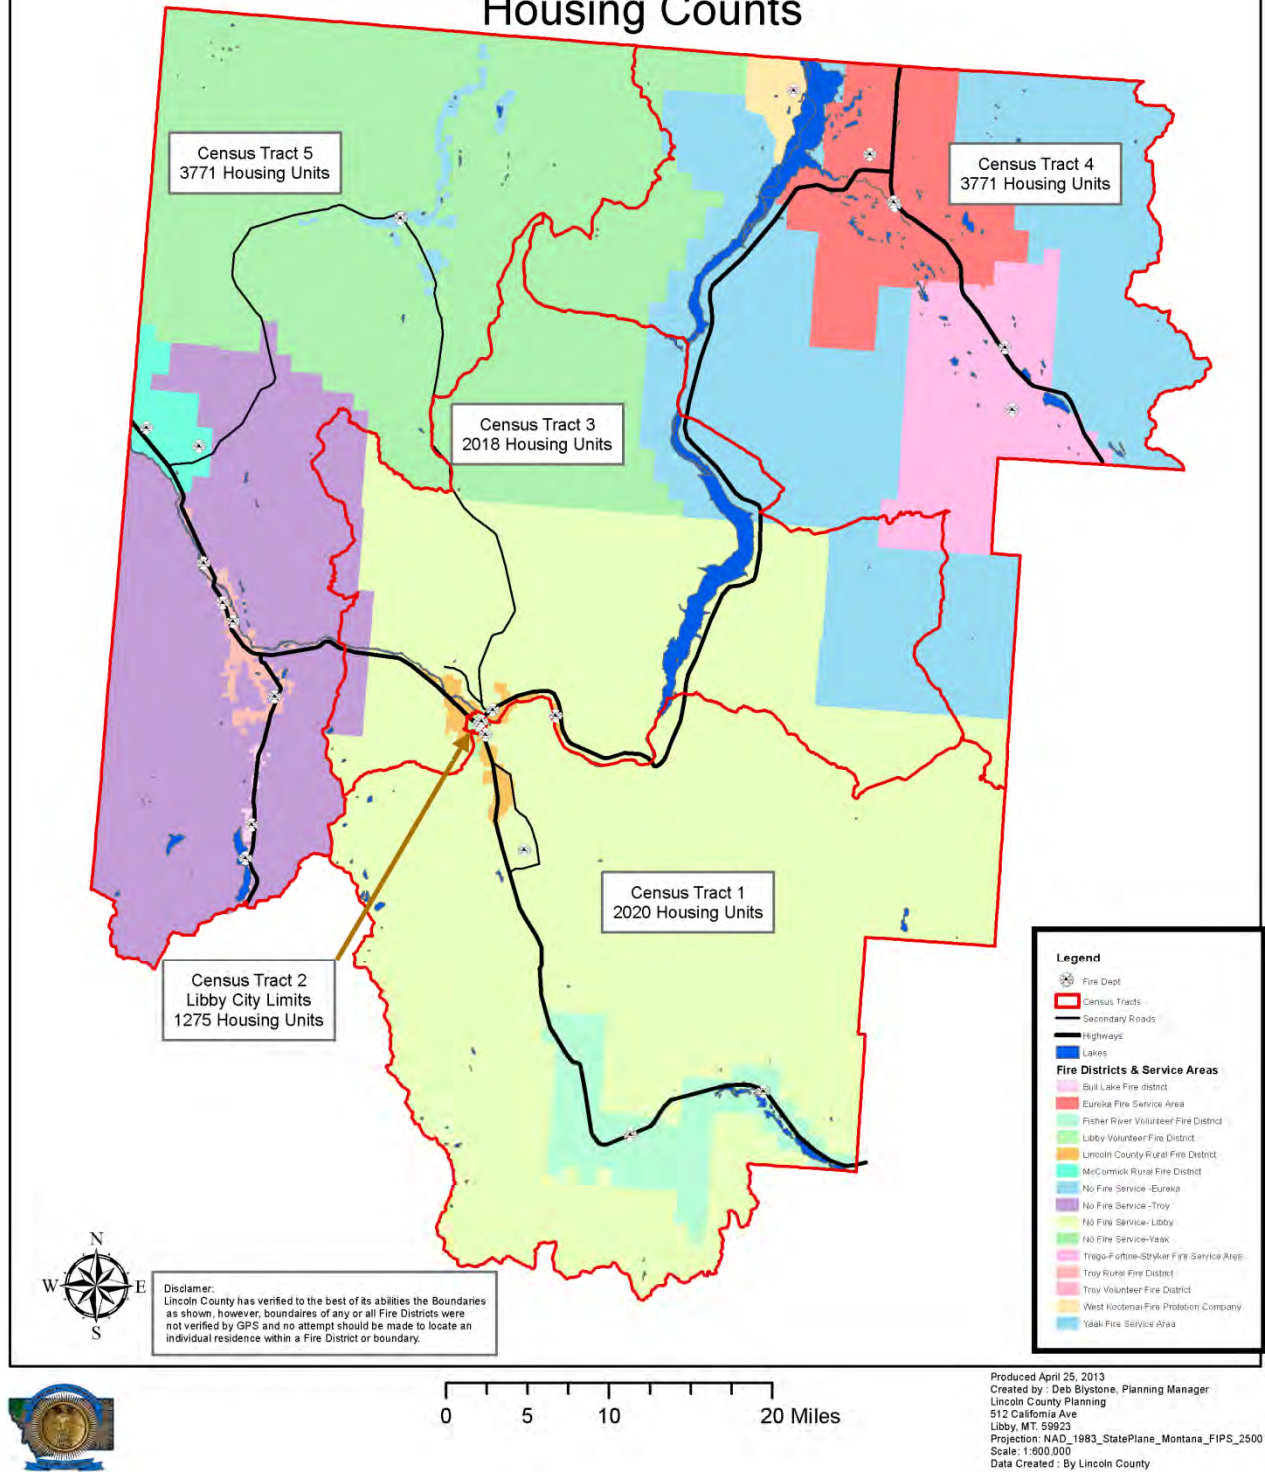 Housing Counts
Census Tract 5
3771 Housing Units
Census Tract 4
3771 Housing Units
Census Tract 3
2018 Housing Units
Census Tract 1
2020 Housing Units
Census Tract 2
Libby City Limits
1275 Housing Units
Legend
Fire Dept
Census Tracts
Secondary Roads
Highways
Lakes
Fire Districts & Service Areas
Bull Lake Fire district
Eureka Fire Service Area
Fisher River Volunteer Fire District
Libby Volunteer Fire District
Lincoln County Rural Fire District
McCormick Rural Fire District
No Fire Service -Eureka
No Fire Service -Troy
No Fire Service- Libby
No Fire Service-Yaak
Trego-Fortine-Stryker Fire Service Area
Troy Rural Fire District
Troy Volunteer Fire District
West Kootenai Fire Protetion Company
Yaak Fire Service Area
N
W E
S
Disclamer:
Lincoln County has verified to the best of its abilities the Boundaries
as shown, however, boundaires of any or all Fire Districts were
not verified by GPS and no attempt should be made to locate an
individual residence within a Fire District or boundary.
0 5 10 20 Miles
Produced April 25, 2013
Created by : Deb Blystone, Planning Manager
Lincoln County Planning
512 California Ave
Libby, MT. 59923
Projection: NAD_1983_StatePlane_Montana_FIPS_2500
Scale: 1:600,000
Data Created : By Lincoln County